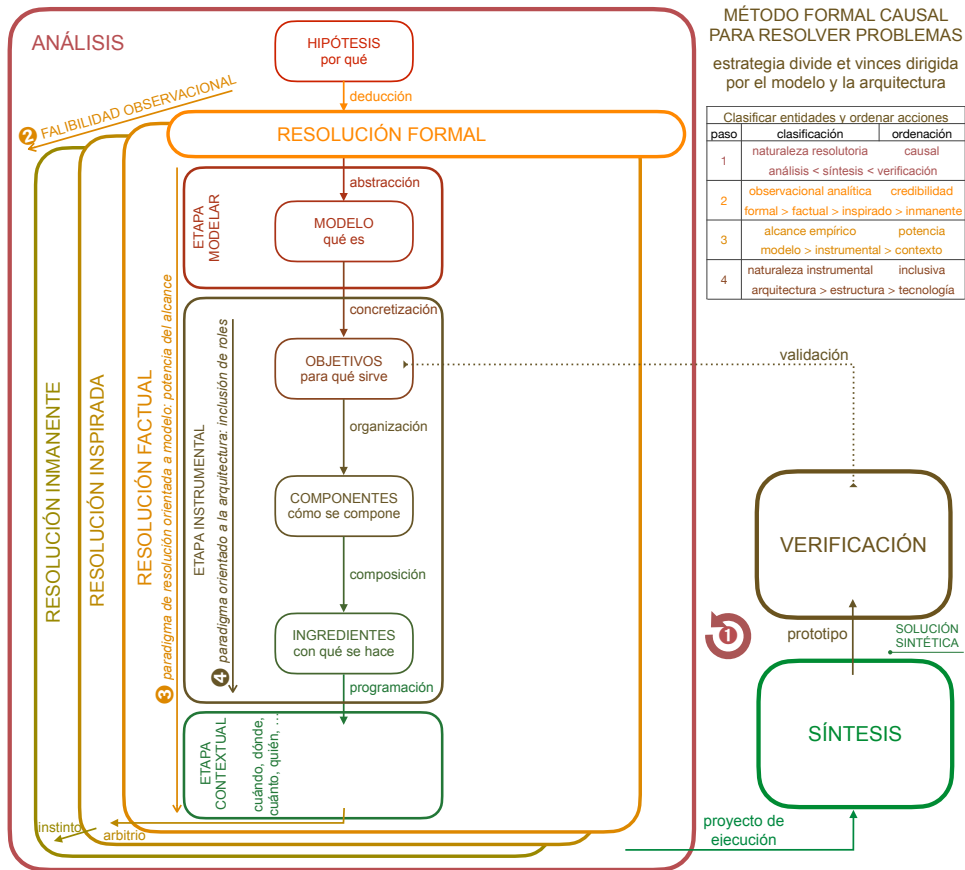 ANÁLISIS
HIPÓTESIS
por qué
deducción
2 FALIBILIDAD OBSERVACIONAL
RESOLUCIÓN FORMAL
abstracción
ETAPA
MODELAR
MODELO
qué es
concretización
OBJETIVOS
para qué sirve
organización
COMPONENTES
cómo se compone
composición
INGREDIENTES
con qué se hace
programación
ETAPA INSTRUMENTAL
4 paradigma orientado a la arquitectura: inclusión de roles
3 paradigma de resolución orientada a modelo: potencia del alcance
RESOLUCIÓN FACTUAL
RESOLUCIÓN INSPIRADA
RESOLUCIÓN INMANENTE
ETAPA
CONTEXTUAL
cuándo, dónde,
cuánto, quién, …
arbitrio
instinto
MÉTODO FORMAL CAUSAL
PARA RESOLVER PROBLEMAS
estrategia divide et vinces dirigida
por el modelo y la arquitectura
Clasificar entidades y ordenar acciones
paso clasificación ordenación
1 naturaleza resolutoria causal
análisis < síntesis < verificación
2 observacional analítica credibilidad
formal > factual > inspirado > inmanente
3 alcance empírico potencia
modelo > instrumental > contexto
4 naturaleza instrumental inclusiva
arquitectura > estructura > tecnología
validación
VERIFICACIÓN
1
prototipo
SOLUCIÓN
SINTÉTICA
SÍNTESIS
proyecto de
ejecución